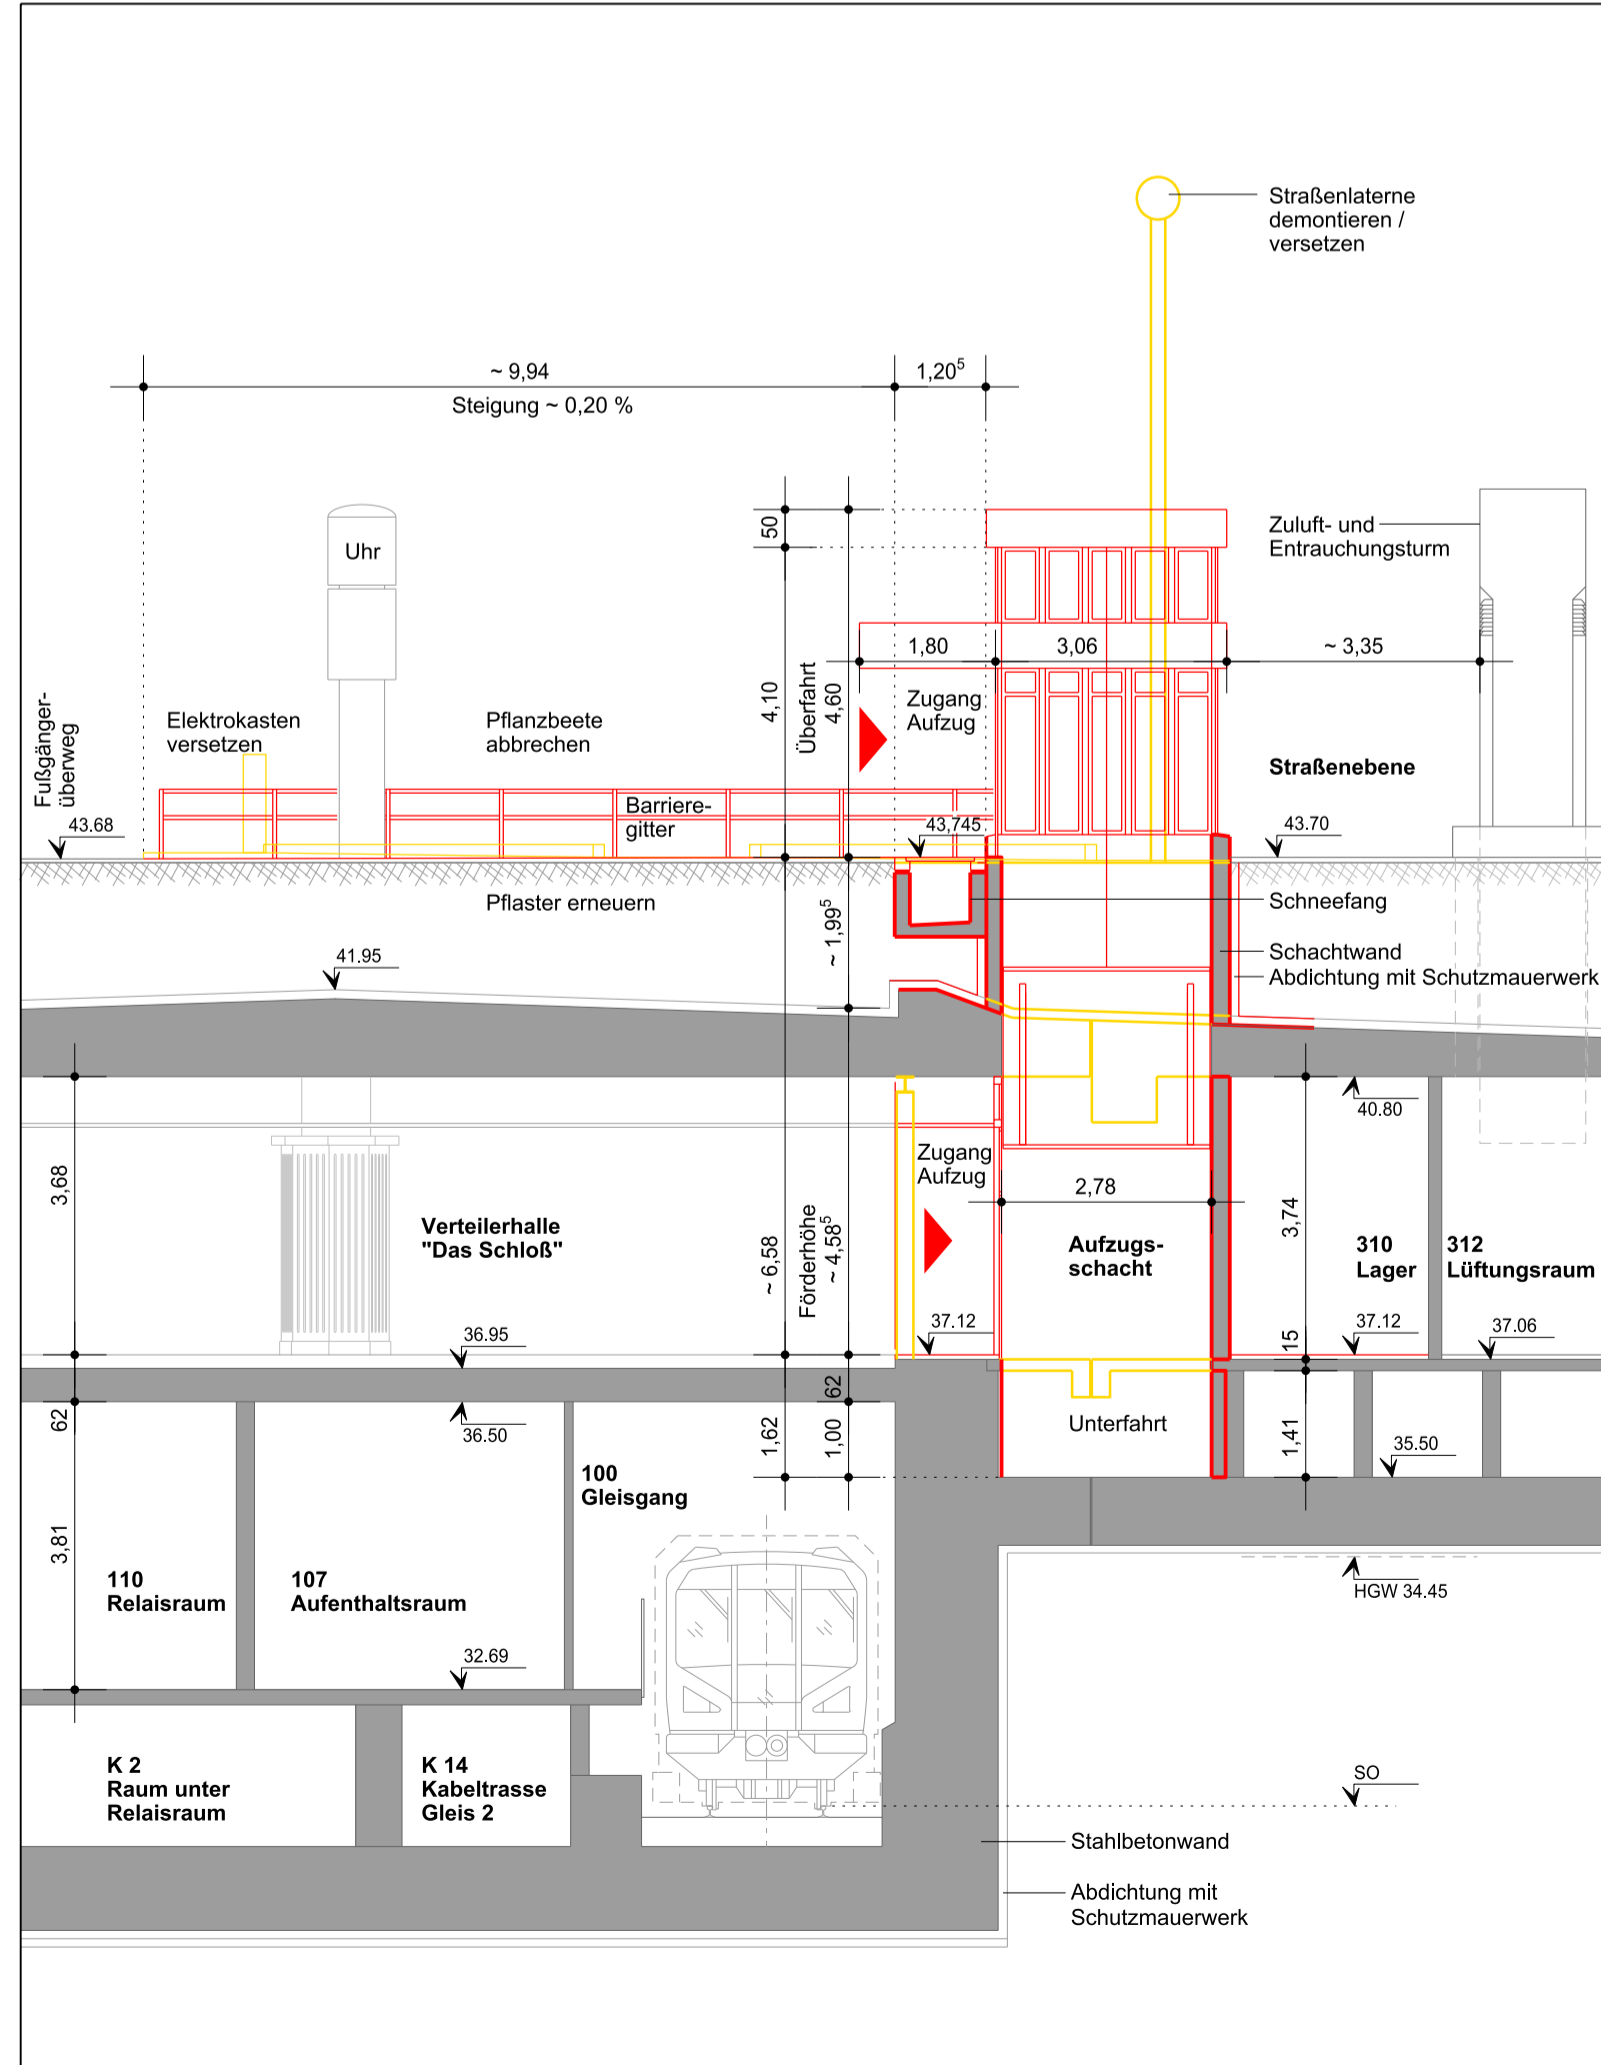 Straßenlaterne
demontieren /
versetzen
~ 9,94
1,20⁵
Steigung ~ 0,20 %
50
Uhr
Zuluft- und
Entrauchungsturm
1,80
3,06
~ 3,35
4,10
Überfahrt
4,60
Zugang
Aufzug
Fußgänger-
überweg
Elektrokasten
versetzen
Pflanzbeete
abbrechen
Straßenebene
Barriere-
gitter
43.68
43,745
43.70
Pflaster erneuern
~ 1,99⁵
Schneefang
Schachtwand
Abdichtung mit Schutzmauerwerk
41.95
40.80
3,68
Zugang
Aufzug
2,78
3,74
Verteilerhalle
"Das Schloß"
~ 6,58
Förderhöhe
~ 4,58⁵
Aufzugs-
schacht
310
Lager
312
Lüftungsraum
36.95
37.12
15
37.12
37.06
62
62
36.50
1,62
1,00
Unterfahrt
1,41
35.50
100
Gleisgang
3,81
110
Relaisraum
107
Aufenthaltsraum
HGW 34.45
32.69
K 2
Raum unter
Relaisraum
K 14
Kabeltrasse
Gleis 2
SO
Stahlbetonwand
Abdichtung mit
Schutzmauerwerk